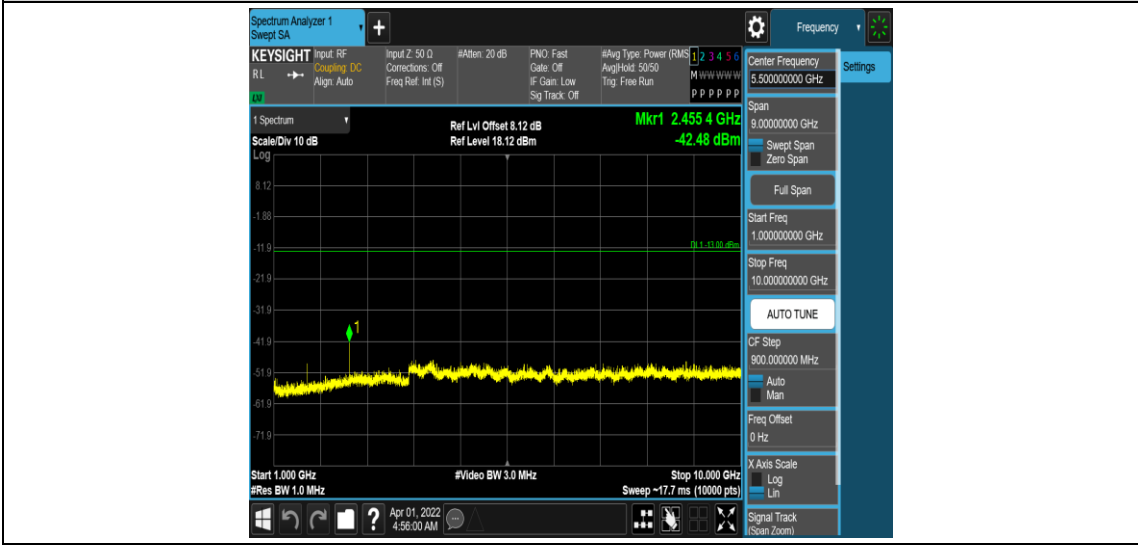 Spectrum Analyzer 1
Swept SA
+
Frequency
KEYSIGHT
RL
LXI
Input: RF
Coupling: DC
Align: Auto
Input Z: 50 Ω
Corrections: Off
Freq Ref: Int (S)
#Atten: 20 dB
PNO: Fast
Gate: Off
IF Gain: Low
Sig Track: Off
#Avg Type: Power (RMS
Avg|Hold: 50/50
Trig: Free Run
1 2 3 4 5 6
M W W W W W
P P P P P P
1 Spectrum
Scale/Div 10 dB
Log
Ref Lvl Offset 8.12 dB
Ref Level 18.12 dBm
Mkr1 2.455 4 GHz
-42.48 dBm
8.12
-1.88
-11.9
DL1 -13.00 dBm
-21.9
-31.9
1
-41.9
-51.9
-61.9
-71.9
Start 1.000 GHz
#Video BW 3.0 MHz
Stop 10.000 GHz
#Res BW 1.0 MHz
Sweep ~17.7 ms (10000 pts)
?
Apr 01, 2022
4:56:00 AM
Center Frequency
5.500000000 GHz
Settings
Span
9.00000000 GHz
Swept Span
Zero Span
Full Span
Start Freq
1.000000000 GHz
Stop Freq
10.000000000 GHz
AUTO TUNE
CF Step
900.000000 MHz
Auto
Man
Freq Offset
0 Hz
X Axis Scale
Log
Lin
Signal Track
(Span Zoom)